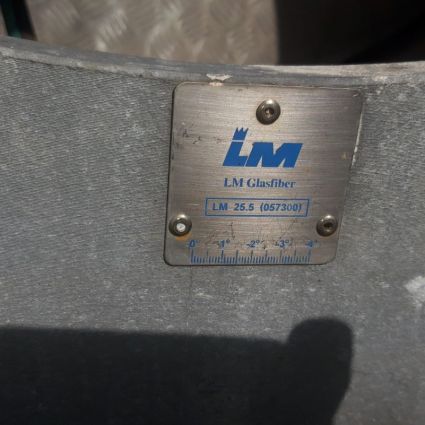 LM
LM Glasfiber
LM 25.5 (057300)
0° -1° -2° -3° -4°